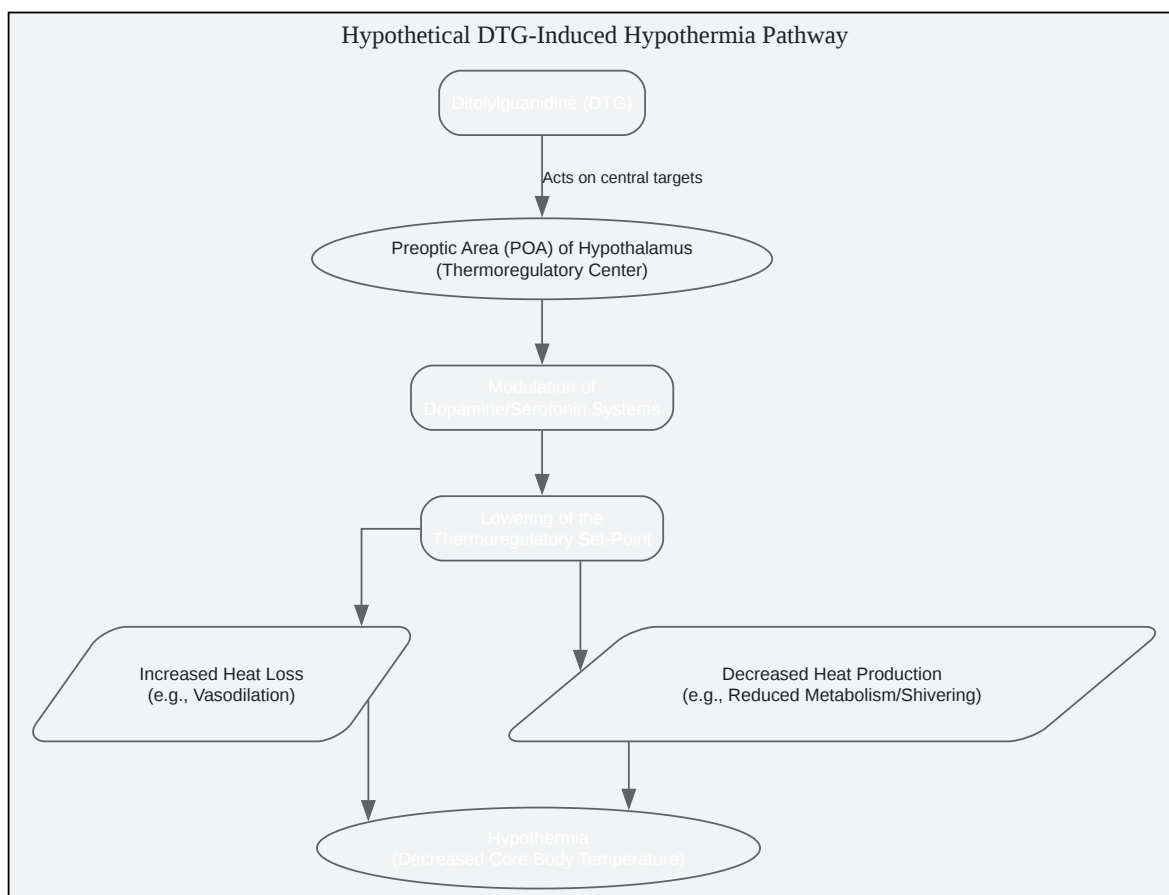 Hypothetical DTG-Induced Hypothermia Pathway
Ditolylguanidine (DTG)
Acts on central targets
Preoptic Area (POA) of Hypothalamus
(Thermoregulatory Center)
Modulation of
Dopamine/Serotonin Systems
Lowering of the
Thermoregulatory Set-Point
Increased Heat Loss
(e.g., Vasodilation)
Decreased Heat Production
(e.g., Reduced Metabolism/Shivering)
Hypothermia
(Decreased Core Body Temperature)